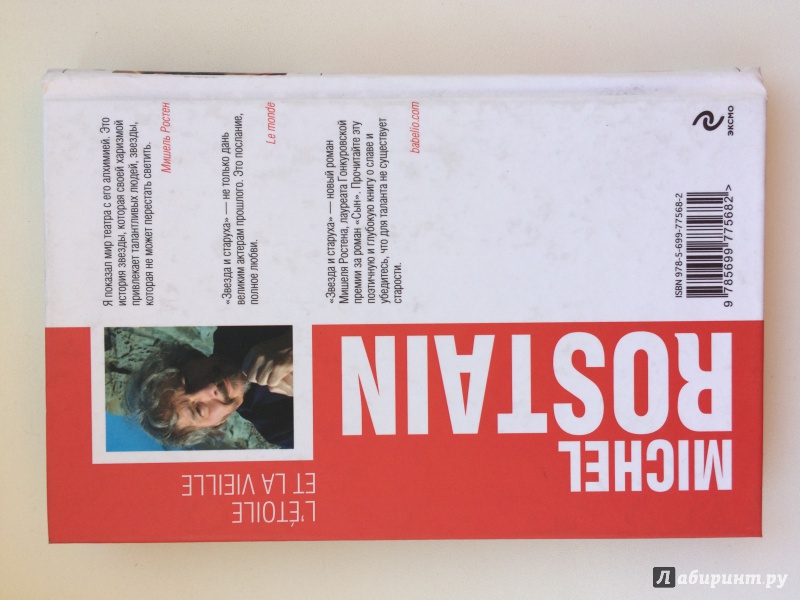 Я показал мир театра с его алхимией. Это
история звезды, которая своей харизмой
привлекает талантливых людей, звезды,
которая не может перестать светить.
Мишель Ростен
«Звезда и старуха» — не только дань
великим актерам прошлого. Это послание,
полное любви.
Le monde
«Звезда и старуха» — новый роман
Мишеля Ростена, лауреата Гонкуровской
премии за роман «Сын». Прочитайте эту
поэтичную и глубокую книгу о славе и
убедитесь, что для таланта не существует
старости.
babelio.com
ЭКСМО
ISBN 978-5-699-77568-2
9 785699 775682 >
MICHEL
ROSTAIN
L'ÉTOILE
ET LA VIEILLE
Лабиринт.ру